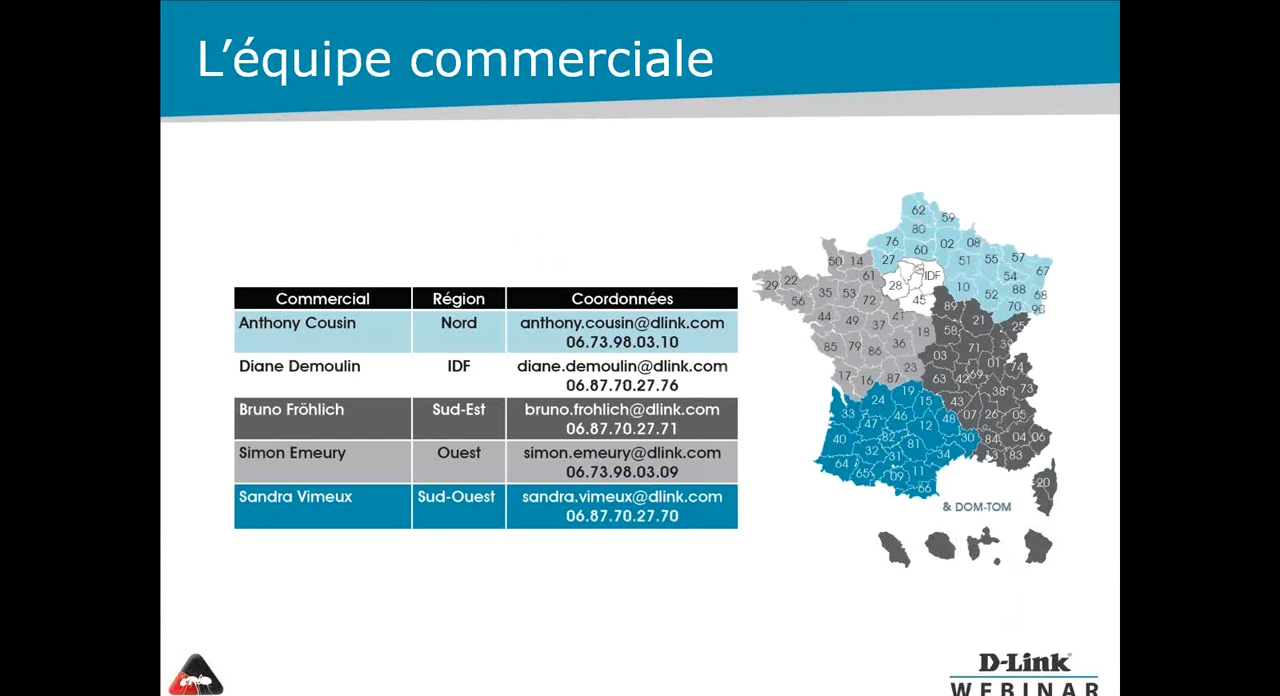 L'équipe commerciale
Commercial Région Coordonnées
Anthony Cousin Nord anthony.cousin@dlink.com
06.73.98.03.10
Diane Demoulin IDF diane.demoulin@dlink.com
06.87.70.27.76
Bruno Fröhlich Sud-Est bruno.frohlich@dlink.com
06.87.70.27.71
Simon Emeury Ouest simon.emeury@dlink.com
06.73.98.03.09
Sandra Vimeux Sud-Ouest sandra.vimeux@dlink.com
06.87.70.27.70
62 59
80
76 60 02 08
27 51 55 57
50 14 61 IDF 54 67
29 22 28 10 88
56 35 53 72 45 52 70 68
89
44 49 37 41 58 21 25
18
85 79 86 36 71
03 01 74
17 16 87 23 63 42 69 73
19 38
33 24 15 43
46 07 26 05
47 12 48
40 82 81 30 84 04 06
32 31 34 13 83
64 65 09 11
66 20
& DOM-TOM
D-Link
WEBINAR